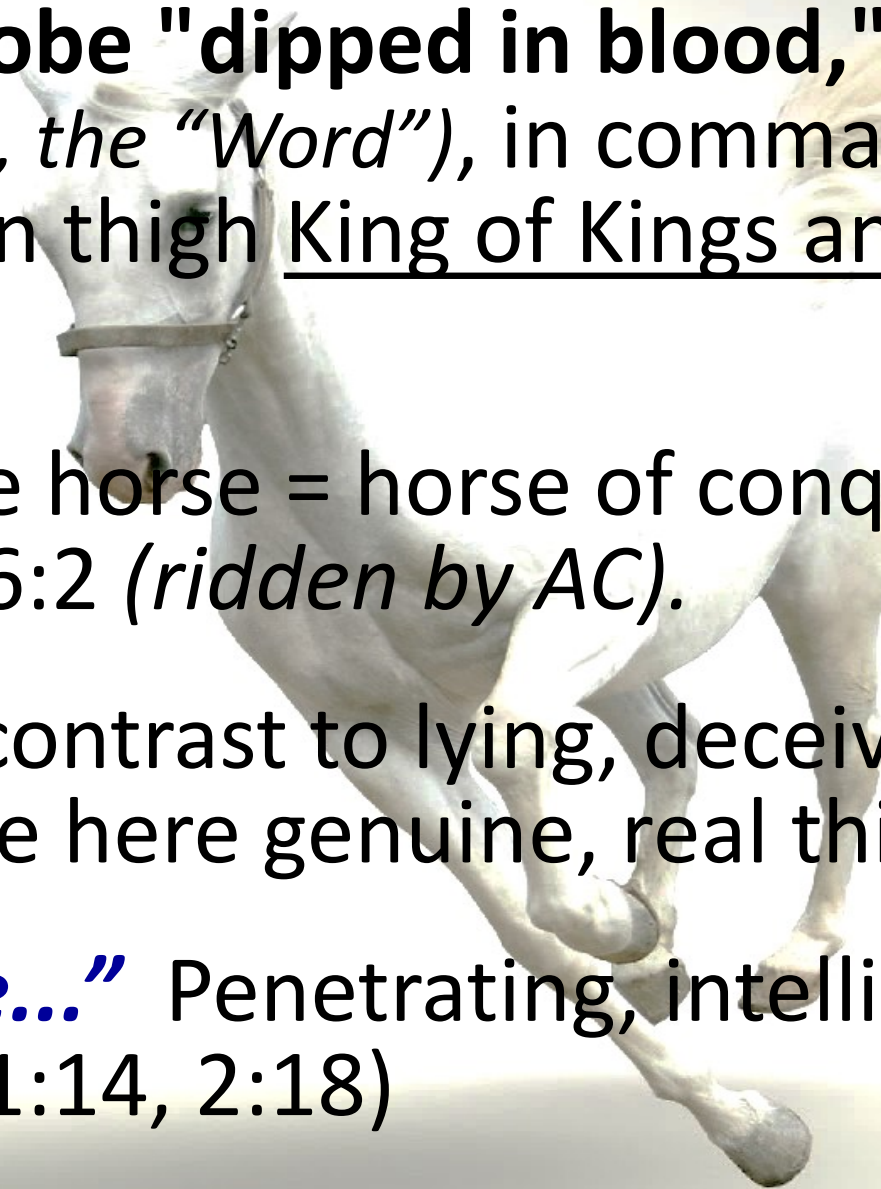 obe "dipped in blood,"
, the “Word”), in comma
n thigh King of Kings an
e horse = horse of conq
6:2 (ridden by AC).
contrast to lying, deceiv
e here genuine, real thi
e...” Penetrating, intelli
1:14, 2:18)